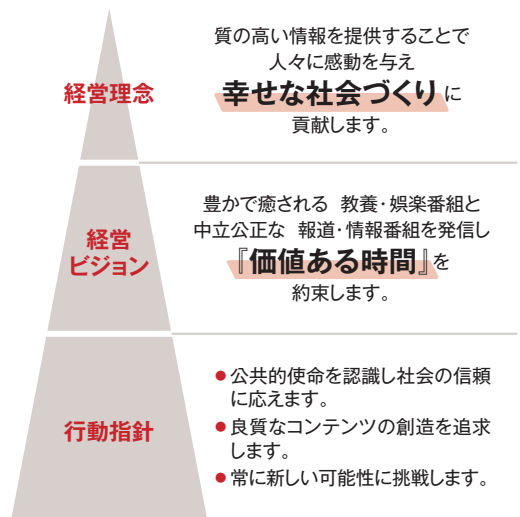 経営理念
質の高い情報を提供することで
人々に感動を与え
幸せな社会づくりに
貢献します。
経営
ビジョン
豊かで癒される 教養・娯楽番組と
中立公正な 報道・情報番組を発信し
『価値ある時間』を
約束します。
行動指針
●公共的使命を認識し社会の信頼
に応えます。
●良質なコンテンツの創造を追求
します。
●常に新しい可能性に挑戦します。